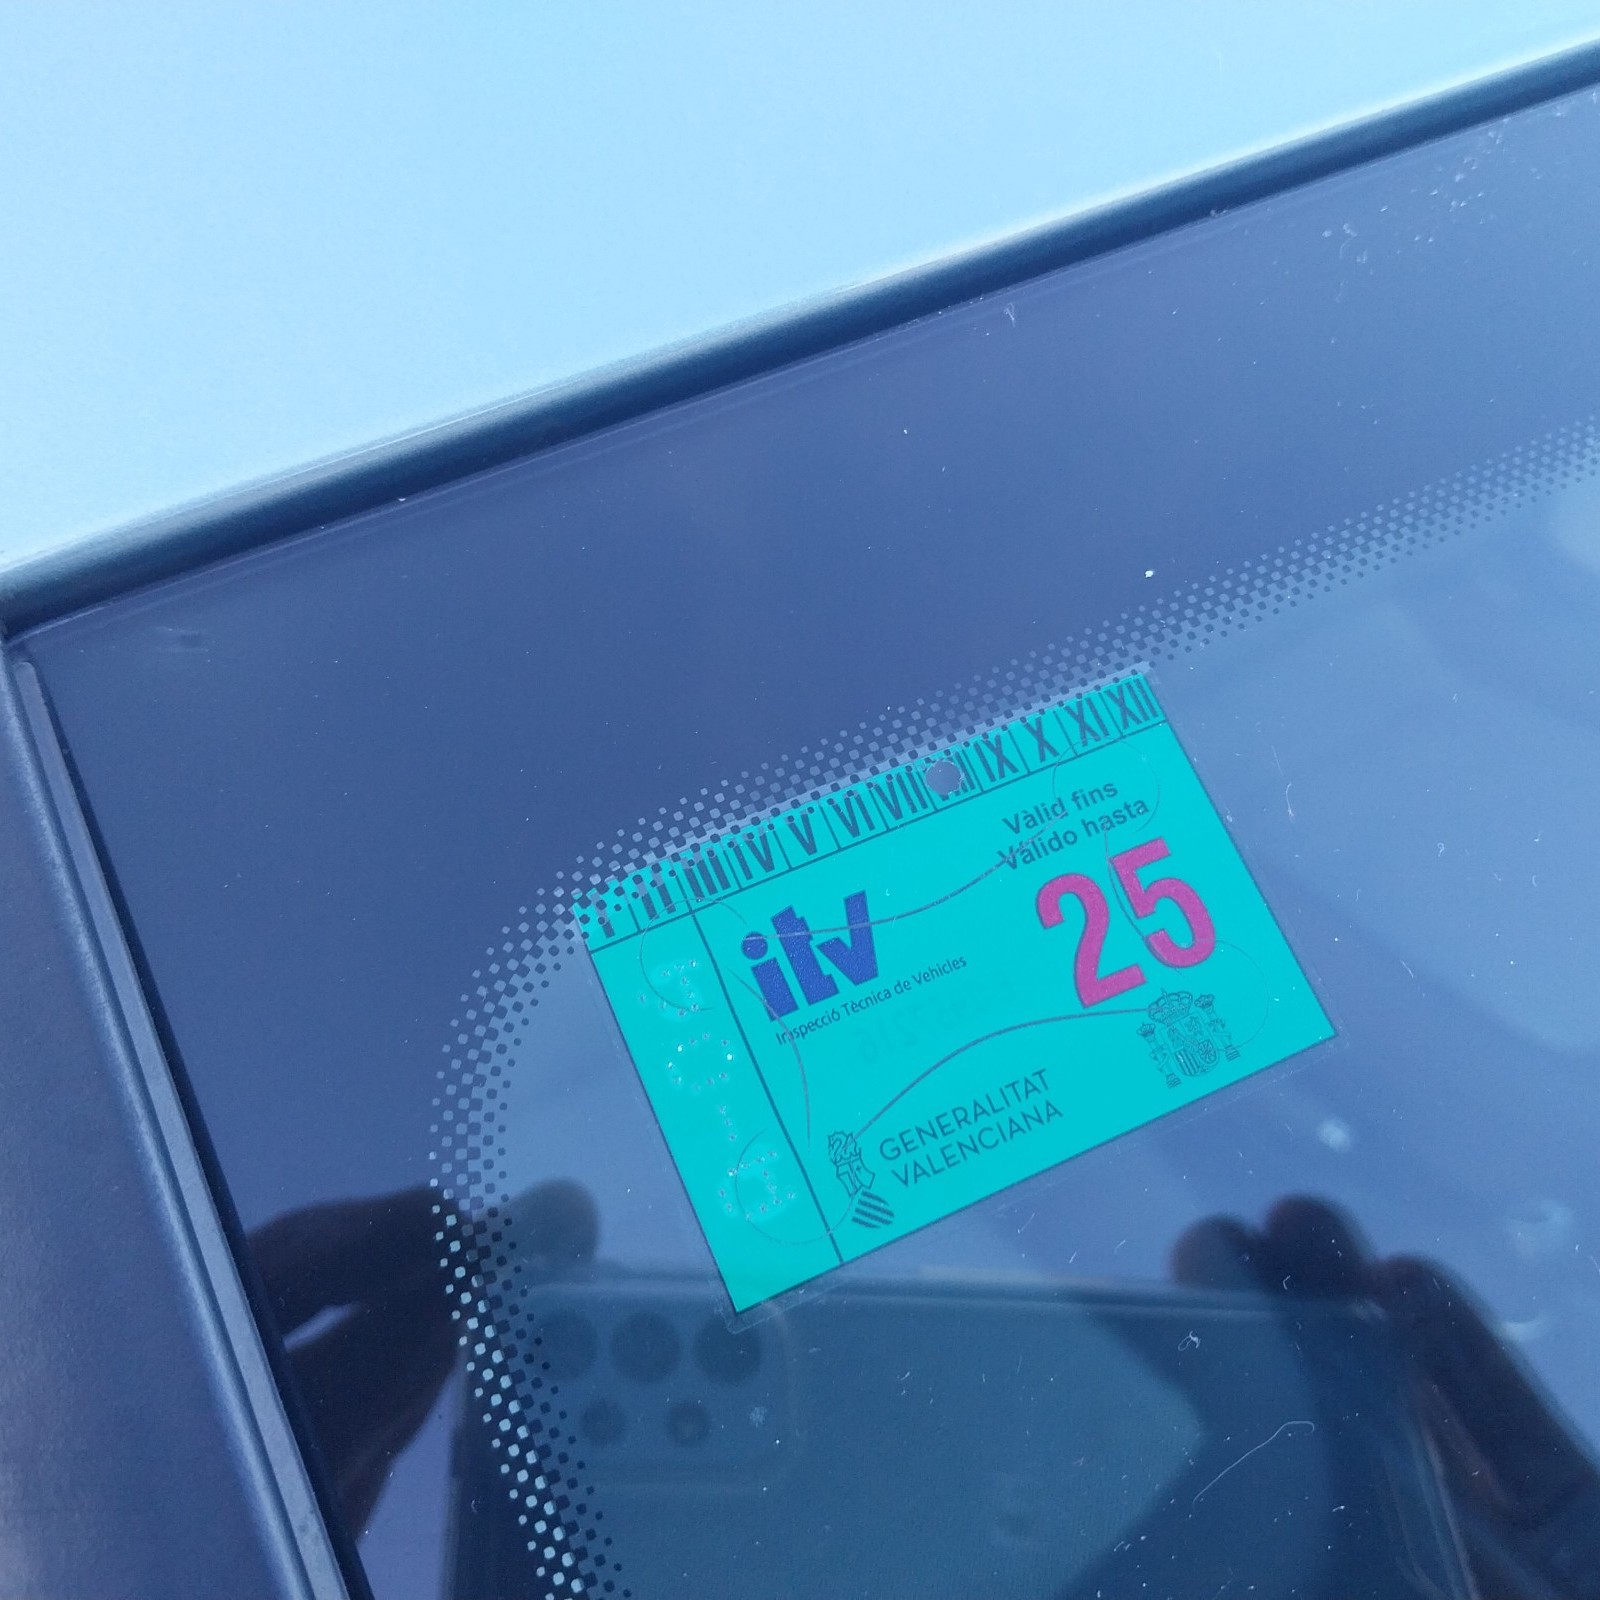 I II III IV V VI VII VIII IX X XI XII
Vàlid fins
Válido hasta
25
itv
Inspecció Tècnica de Vehicles
GENERALITAT
VALENCIANA